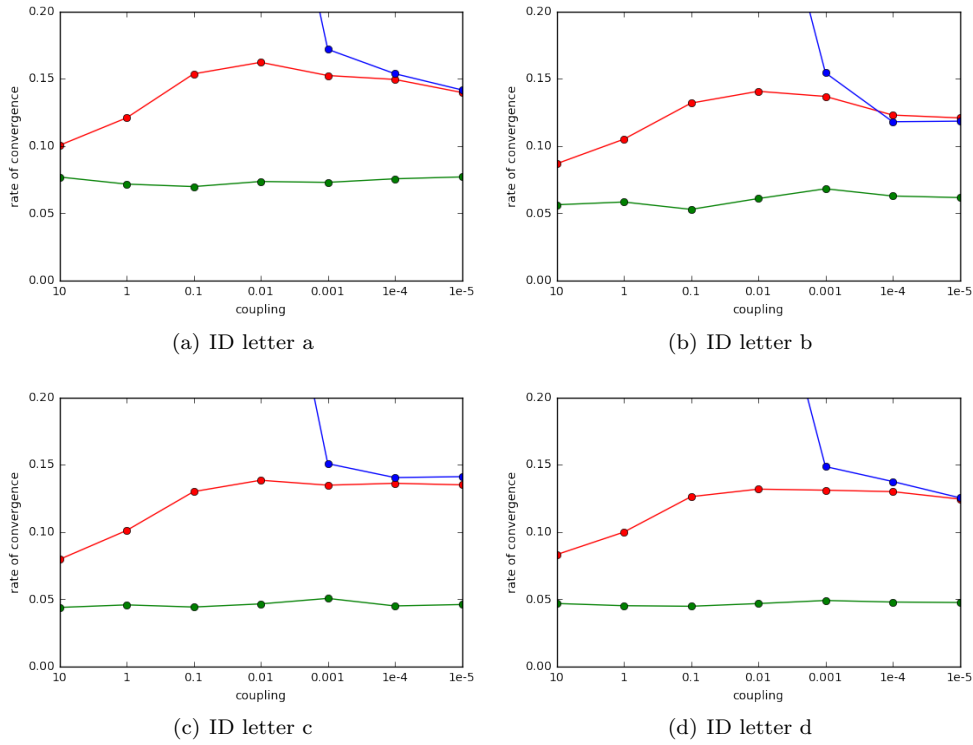 0.20
0.15
0.10
0.05
0.00
rate of convergence
10 1 0.1 0.01 0.001 1e-4 1e-5
coupling
(a) ID letter a
0.20
0.15
0.10
0.05
0.00
rate of convergence
10 1 0.1 0.01 0.001 1e-4 1e-5
coupling
(b) ID letter b
0.20
0.15
0.10
0.05
0.00
rate of convergence
10 1 0.1 0.01 0.001 1e-4 1e-5
coupling
(c) ID letter c
0.20
0.15
0.10
0.05
0.00
rate of convergence
10 1 0.1 0.01 0.001 1e-4 1e-5
coupling
(d) ID letter d